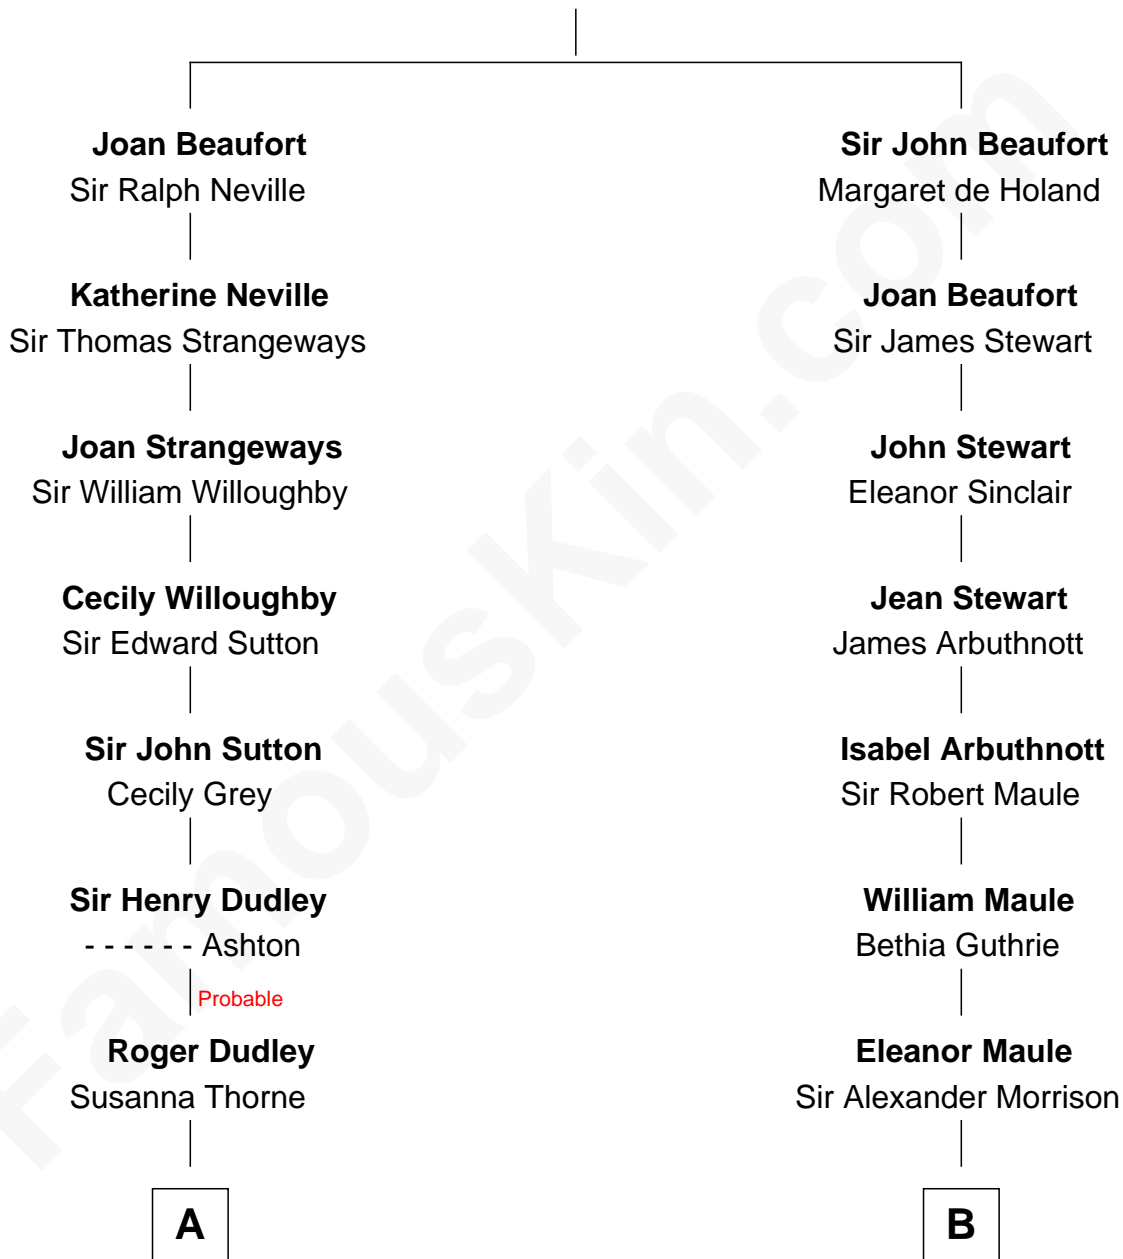 Joan Beaufort
Sir Ralph Neville
Sir John Beaufort
Margaret de Holand
Katherine Neville
Sir Thomas Strangeways
Joan Beaufort
Sir James Stewart
Joan Strangeways
Sir William Willoughby
John Stewart
Eleanor Sinclair
Cecily Willoughby
Sir Edward Sutton
Jean Stewart
James Arbuthnott
Sir John Sutton
Cecily Grey
Isabel Arbuthnott
Sir Robert Maule
Sir Henry Dudley
- - - - - - Ashton
Probable
William Maule
Bethia Guthrie
Roger Dudley
Susanna Thorne
Eleanor Maule
Sir Alexander Morrison
A
B
FamousKin.com